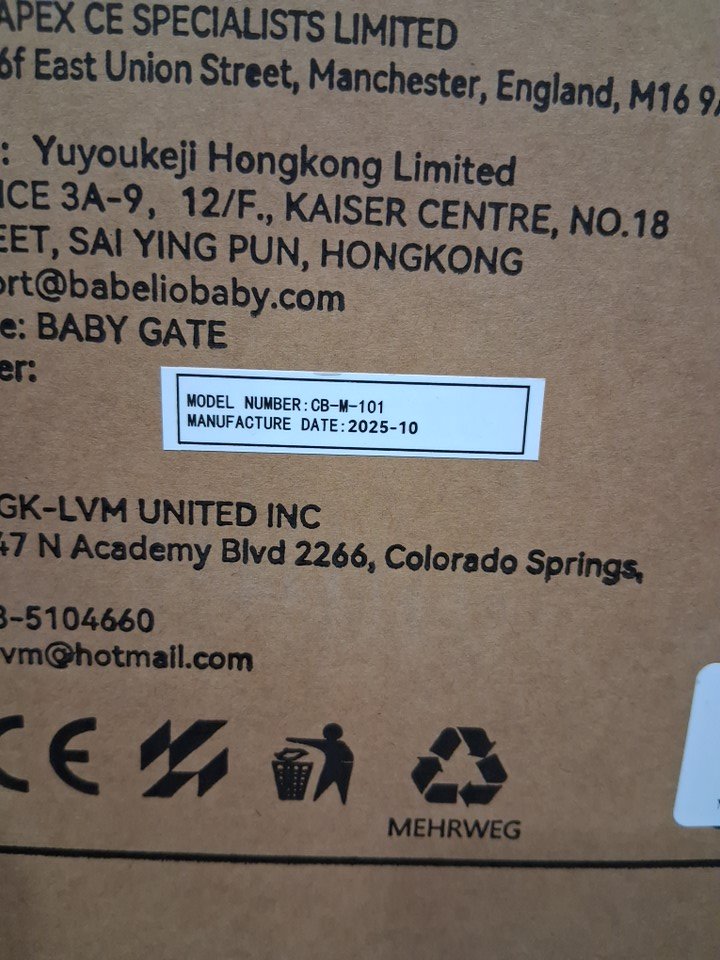 APEX CE SPECIALISTS LIMITED
6f East Union Street, Manchester, England, M16 9
: Yuyoukeji Hongkong Limited
ICE 3A-9, 12/F., KAISER CENTRE, NO.18
EET, SAI YING PUN, HONGKONG
ort@babeliobaby.com
e: BABY GATE
er:
MODEL NUMBER:CB-M-101
MANUFACTURE DATE:2025-10
GK-LVM UNITED INC
47 N Academy Blvd 2266, Colorado Springs,
3-5104660
vm@hotmail.com
CE
MEHRWEG